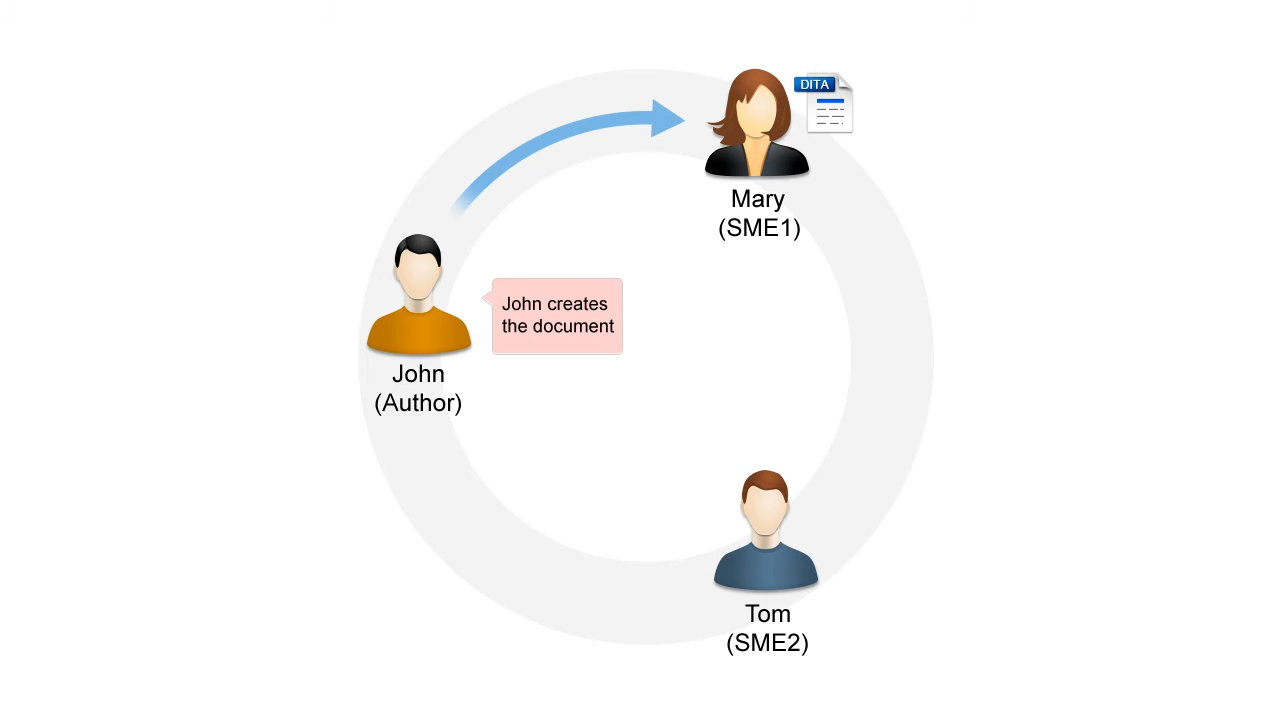 DITA
Mary
(SME1)
John creates
the document
John
(Author)
Tom
(SME2)